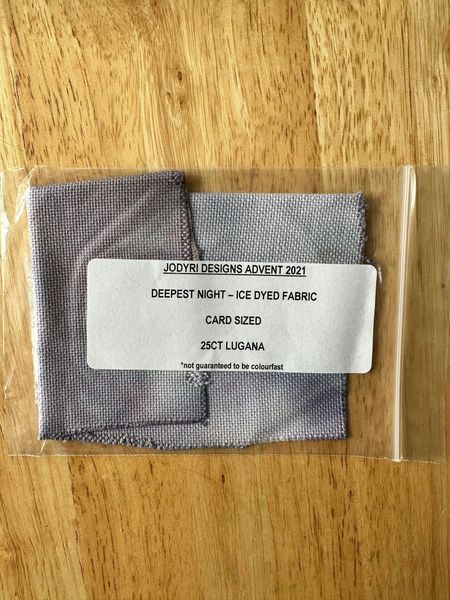 JODYRI DESIGNS ADVENT 2021
DEEPEST NIGHT – ICE DYED FABRIC
CARD SIZED
25CT LUGANA
*not guaranteed to be colourfast